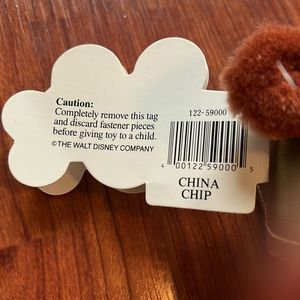 Caution:
Completely remove this tag
and discard fastener pieces
before giving toy to a child.
©THE WALT DISNEY COMPANY
122-59000
4 00122 59000 5
CHINA
CHIP